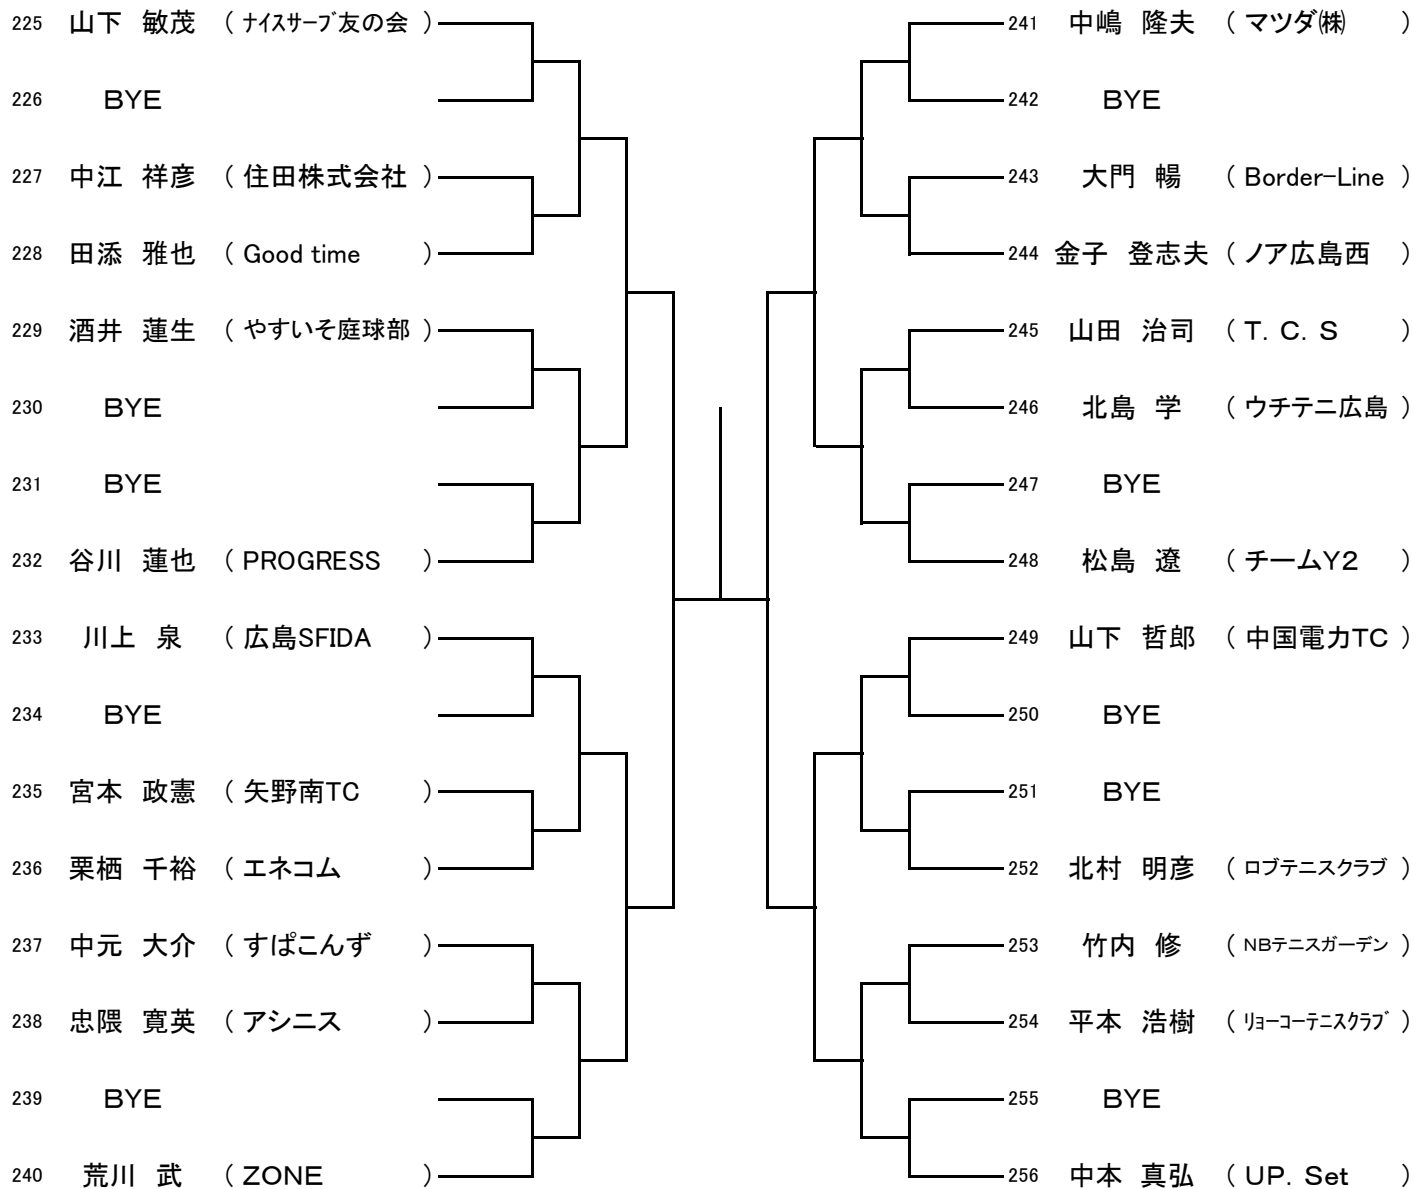 225 山下 敏茂 ( ﾅｲｽｻｰﾌﾞ友の会 )
226 BYE
227 中江 祥彦 ( 住田株式会社 )
228 田添 雅也 ( Good time )
229 酒井 蓮生 ( やすいそ庭球部 )
230 BYE
231 BYE
232 谷川 蓮也 ( PROGRESS )
233 川上 泉 ( 広島SFIDA )
234 BYE
235 宮本 政憲 ( 矢野南TC )
236 栗栖 千裕 ( エネコム )
237 中元 大介 ( すぱこんず )
238 忠隈 寛英 ( アシニス )
239 BYE
240 荒川 武 ( ZONE )
241 中嶋 隆夫 ( マツダ㈱ )
242 BYE
243 大門 暢 ( Border-Line )
244 金子 登志夫 ( ノア広島西 )
245 山田 治司 ( T. C. S )
246 北島 学 ( ウチテニ広島 )
247 BYE
248 松島 遼 ( チームY2 )
249 山下 哲郎 ( 中国電力TC )
250 BYE
251 BYE
252 北村 明彦 ( ロブテニスクラブ )
253 竹内 修 ( NBテニスガーデン )
254 平本 浩樹 ( ﾘｮｰｺｰﾃﾆｽｸﾗﾌﾞ )
255 BYE
256 中本 真弘 ( UP. Set )